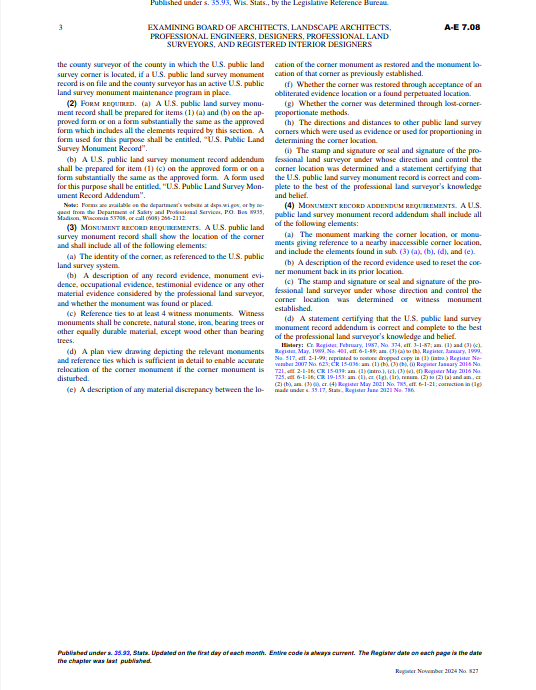 Published under s. 35.93, Wis. Stats., by the Legislative Reference Bureau.
3
EXAMINING BOARD OF ARCHITECTS, LANDSCAPE ARCHITECTS,
PROFESSIONAL ENGINEERS, DESIGNERS, PROFESSIONAL LAND
SURVEYORS, AND REGISTERED INTERIOR DESIGNERS
A-E 7.08
the county surveyor of the county in which the U.S. public land
survey corner is located, if a U.S. public land survey monument
record is on file and the county surveyor has an active U.S. public
land survey monument maintenance program in place.
(2) FORM REQUIRED. (a) A U.S. public land survey monu-
ment record shall be prepared for items (1) (a) and (b) on the ap-
proved form or on a form substantially the same as the approved
form which includes all the elements required by this section. A
form used for this purpose shall be entitled, “U.S. Public Land
Survey Monument Record”.
(b) A U.S. public land survey monument record addendum
shall be prepared for item (1) (c) on the approved form or on a
form substantially the same as the approved form. A form used
for this purpose shall be entitled, “U.S. Public Land Survey Mon-
ument Record Addendum”.
Note: Forms are available on the department's website at dsps.wi.gov, or by re-
quest from the Department of Safety and Professional Services, P.O. Box 8935,
Madison, Wisconsin 53708, or call (608) 266-2112.
(3) MONUMENT RECORD REQUIREMENTS. A U.S. public land
survey monument record shall show the location of the corner
and shall include all of the following elements:
(a) The identity of the corner, as referenced to the U.S. public
land survey system.
(b) A description of any record evidence, monument evi-
dence, occupational evidence, testimonial evidence or any other
material evidence considered by the professional land surveyor,
and whether the monument was found or placed.
(c) Reference ties to at least 4 witness monuments. Witness
monuments shall be concrete, natural stone, iron, bearing trees or
other equally durable material, except wood other than bearing
trees.
(d) A plan view drawing depicting the relevant monuments
and reference ties which is sufficient in detail to enable accurate
relocation of the corner monument if the corner monument is
disturbed.
(e) A description of any material discrepancy between the lo-
cation of the corner monument as restored and the monument lo-
cation of that corner as previously established.
(f) Whether the corner was restored through acceptance of an
obliterated evidence location or a found perpetuated location.
(g) Whether the corner was determined through lost-corner-
proportionate methods.
(h) The directions and distances to other public land survey
corners which were used as evidence or used for proportioning in
determining the corner location.
(i) The stamp and signature or seal and signature of the pro-
fessional land surveyor under whose direction and control the
corner location was determined and a statement certifying that
the U.S. public land survey monument record is correct and com-
plete to the best of the professional land surveyor's knowledge
and belief.
(4) MONUMENT RECORD ADDENDUM REQUIREMENTS. A U.S.
public land survey monument record addendum shall include all
of the following elements:
(a) The monument marking the corner location, or monu-
ments giving reference to a nearby inaccessible corner location,
and include the elements found in sub. (3) (a), (b), (d), and (e).
(b) A description of the record evidence used to reset the cor-
ner monument back in its prior location.
(c) The stamp and signature or seal and signature of the pro-
fessional land surveyor under whose direction and control the
corner location was determined or witness monument
established.
(d) A statement certifying that the U.S. public land survey
monument record addendum is correct and complete to the best
of the professional land surveyor's knowledge and belief.
History: Cr. Register, February, 1987, No. 374, eff. 3-1-87; am. (1) and (3) (c),
Register, May, 1989, No. 401, eff. 6-1-89; am. (3) (a) to (h), Register, January, 1999,
No. 517, eff. 2-1-99; reprinted to restore dropped copy in (1) (intro.) Register No-
vember 2007 No. 623; CR 15-036: am. (1) (b), (3) (b), (i) Register January 2016 No.
721, eff. 2-1-16; CR 15-039: am. (1) (intro.), (c), (3) (e), (f) Register May 2016 No.
725, eff. 6-1-16; CR 19-153: am. (1), cr. (1g), (1r), renum. (2) to (2) (a) and am., cr.
(2) (b), am. (3) (i), cr. (4) Register May 2021 No. 785, eff. 6-1-21; correction in (1g)
made under s. 35.17, Stats., Register June 2021 No. 786.
Published under s. 35.93, Stats. Updated on the first day of each month. Entire code is always current. The Register date on each page is the date
the chapter was last published.
Register November 2024 No. 827